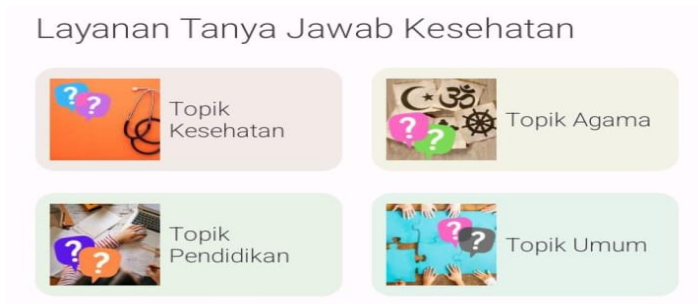 Layanan Tanya Jawab Kesehatan
Topik
Kesehatan
Topik Agama
Topik
Pendidikan
Topik Umum